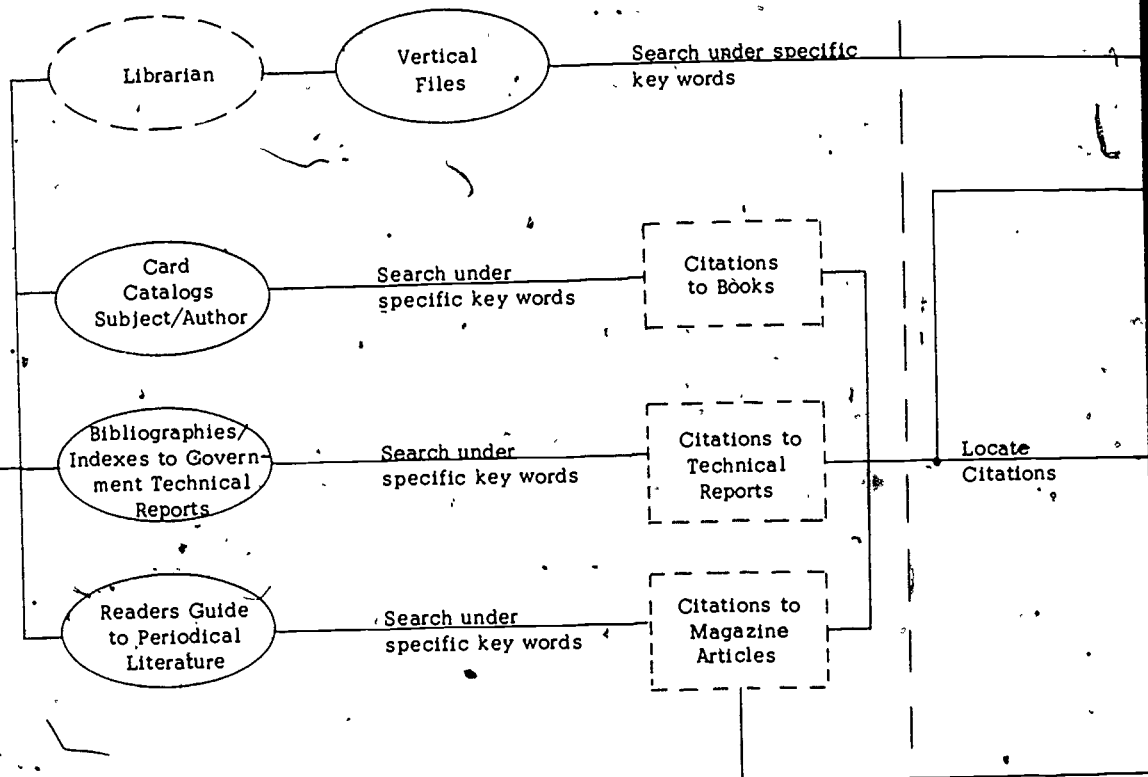 Librarian
Vertical
Files
Search under specific
key words
Card
Catalogs
Subject/Author
Search under
specific key words
Citations
to Books
Bibliographies/
Indexes to Govern-
ment Technical
Reports
Search under
specific key words
Citations to
Technical
Reports
Locate
Citations
Readers Guide
to Periodical
Literature
Search under
specific key words
Citations to
Magazine
Articles